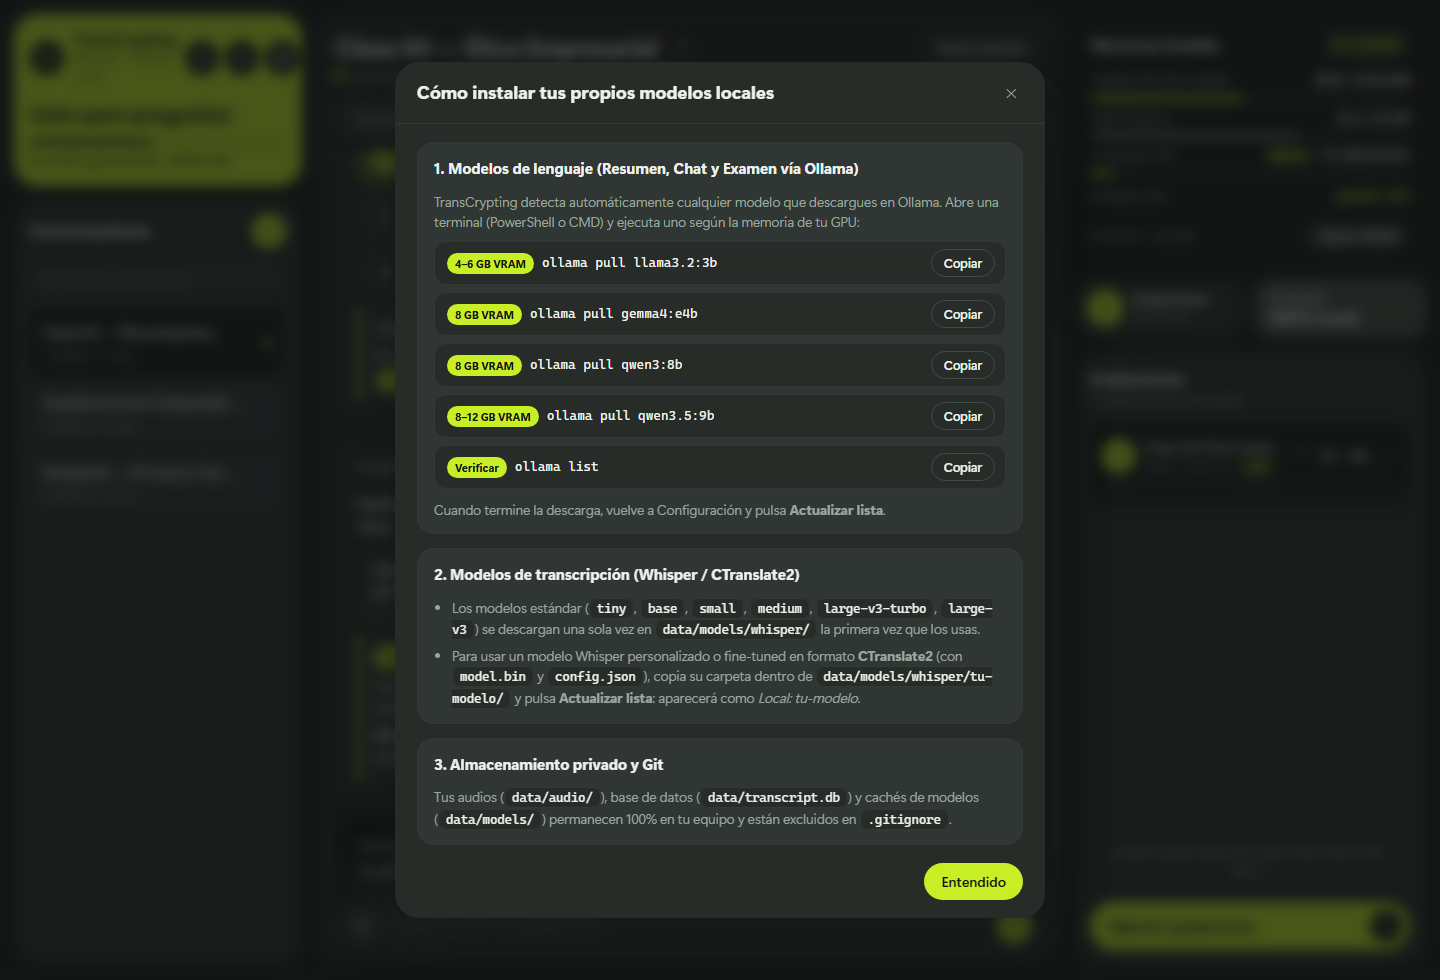 Cómo instalar tus propios modelos locales
1. Modelos de lenguaje (Resumen, Chat y Examen vía Ollama)
TransCrypting detecta automáticamente cualquier modelo que descargues en Ollama. Abre una
terminal (PowerShell o CMD) y ejecuta uno según la memoria de tu GPU:
4–6 GB VRAM ollama pull llama3.2:3b Copiar
8 GB VRAM ollama pull gemma4:e4b Copiar
8 GB VRAM ollama pull qwen3:8b Copiar
8–12 GB VRAM ollama pull qwen3.5:9b Copiar
Verificar ollama list Copiar
Cuando termine la descarga, vuelve a Configuración y pulsa Actualizar lista.
2. Modelos de transcripción (Whisper / CTranslate2)
• Los modelos estándar ( tiny , base , small , medium , large-v3-turbo , large-
v3 ) se descargan una sola vez en data/models/whisper/ la primera vez que los usas.
• Para usar un modelo Whisper personalizado o fine-tuned en formato CTranslate2 (con
model.bin y config.json ), copia su carpeta dentro de data/models/whisper/tu-
modelo/ y pulsa Actualizar lista: aparecerá como Local: tu-modelo.
3. Almacenamiento privado y Git
Tus audios ( data/audio/ ), base de datos ( data/transcript.db ) y cachés de modelos
( data/models/ ) permanecen 100% en tu equipo y están excluidos en .gitignore .
Entendido